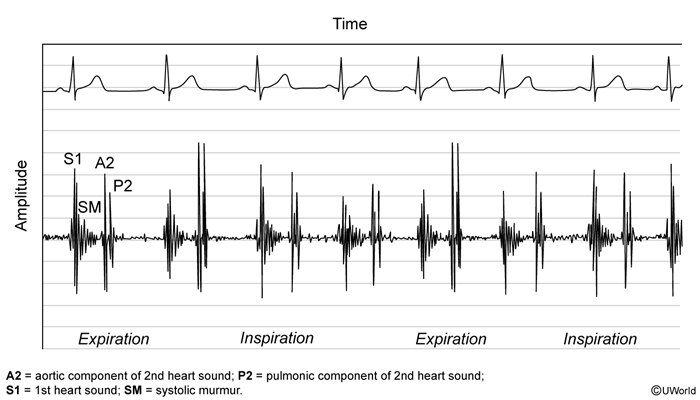 Time
Amplitude
S1
A2
P2
SM
Expiration
Inspiration
Expiration
Inspiration
A2 = aortic component of 2nd heart sound; P2 = pulmonic component of 2nd heart sound;
S1 = 1st heart sound; SM = systolic murmur.
©UWorld